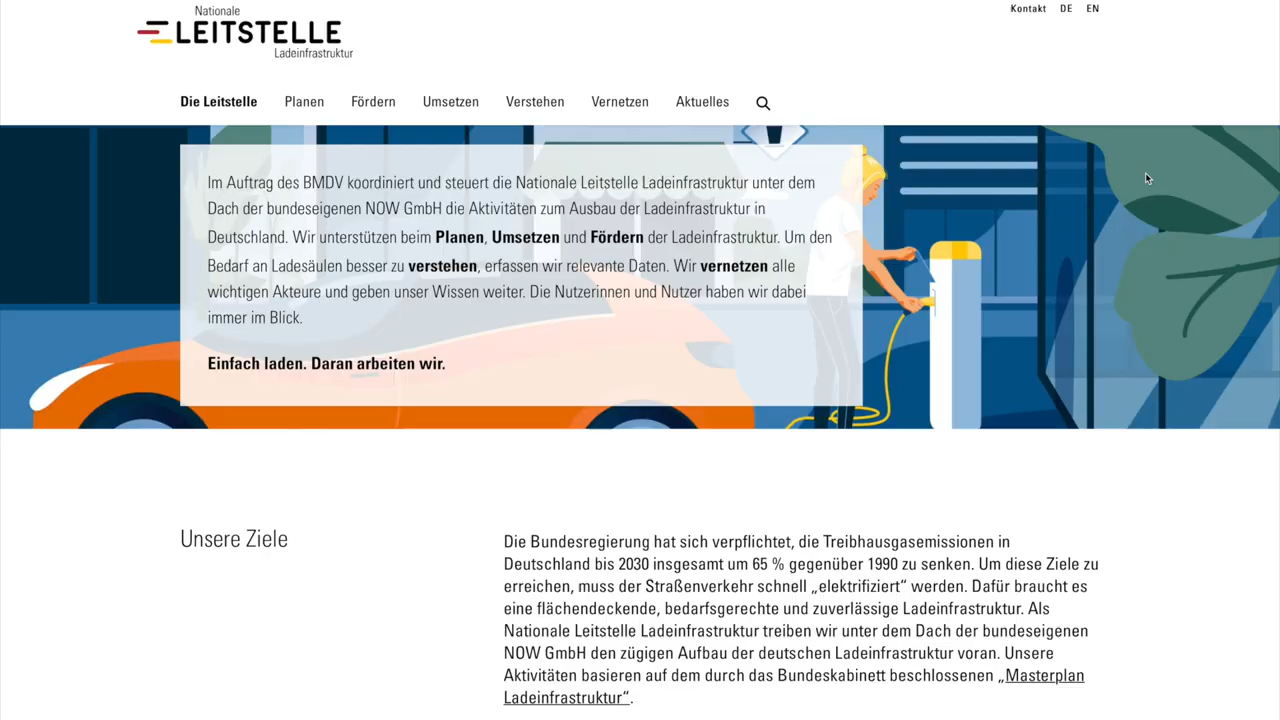 Nationale
LEITSTELLE
Ladeinfrastruktur
Kontakt DE EN
Die Leitstelle Planen Fördern Umsetzen Verstehen Vernetzen Aktuelles
Im Auftrag des BMDV koordiniert und steuert die Nationale Leitstelle Ladeinfrastruktur unter dem
Dach der bundeseigenen NOW GmbH die Aktivitäten zum Ausbau der Ladeinfrastruktur in
Deutschland. Wir unterstützen beim Planen, Umsetzen und Fördern der Ladeinfrastruktur. Um den
Bedarf an Ladesäulen besser zu verstehen, erfassen wir relevante Daten. Wir vernetzen alle
wichtigen Akteure und geben unser Wissen weiter. Die Nutzerinnen und Nutzer haben wir dabei
immer im Blick.
Einfach laden. Daran arbeiten wir.
Unsere Ziele
Die Bundesregierung hat sich verpflichtet, die Treibhausgasemissionen in
Deutschland bis 2030 insgesamt um 65 % gegenüber 1990 zu senken. Um diese Ziele zu
erreichen, muss der Straßenverkehr schnell „elektrifiziert“ werden. Dafür braucht es
eine flächendeckende, bedarfsgerechte und zuverlässige Ladeinfrastruktur. Als
Nationale Leitstelle Ladeinfrastruktur treiben wir unter dem Dach der bundeseigenen
NOW GmbH den zügigen Aufbau der deutschen Ladeinfrastruktur voran. Unsere
Aktivitäten basieren auf dem durch das Bundeskabinett beschlossenen „Masterplan
Ladeinfrastruktur“.